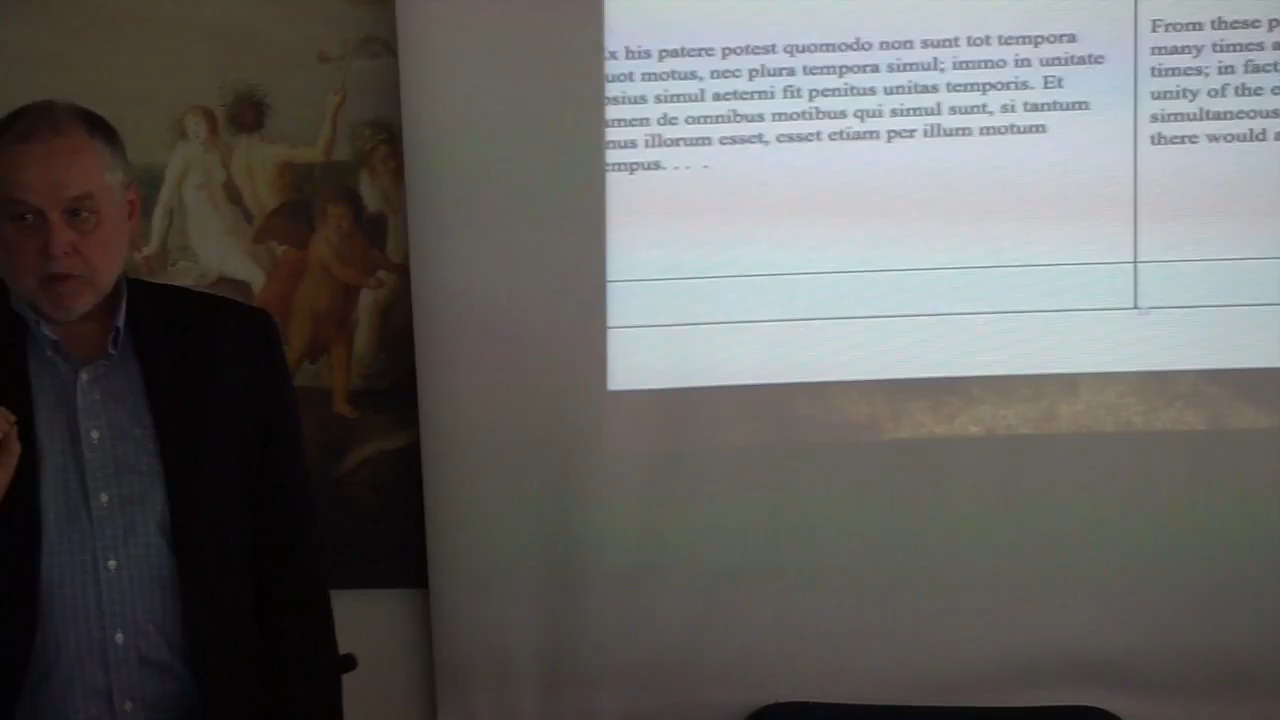 x his patere potest quomodo non sunt tot tempora
uot motus, nec plura tempora simul; immo in unitate
psius simul aeterni fit penitus unitas temporis. Et
amen de omnibus motibus qui simul sunt, si tantum
nus illorum esset, esset etiam per illum motum
empus. . . .
From these p
many times a
times; in fact
unity of the e
simultaneous
there would a